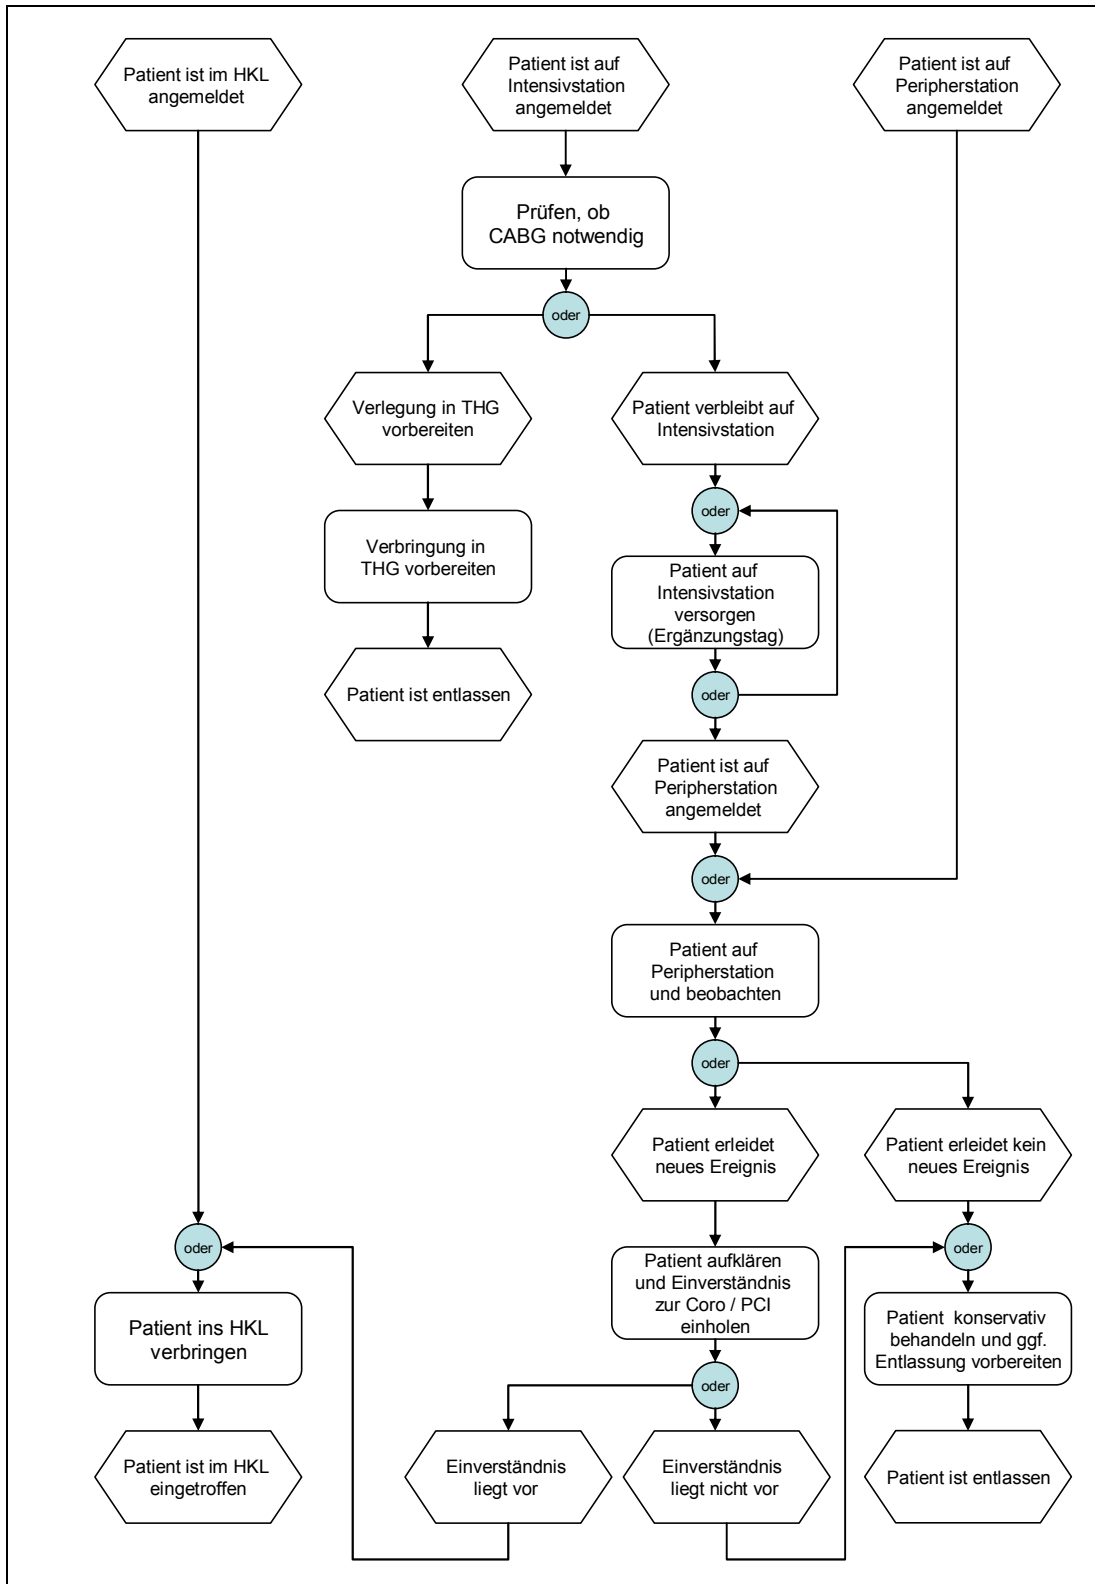 Patient ist im HKL
angemeldet
Patient ist auf
Intensivstation
angemeldet
Patient ist auf
Peripherstation
angemeldet
Prüfen, ob
CABG notwendig
oder
Verlegung in THG
vorbereiten
Patient verbleibt auf
Intensivstation
oder
Verbringung in
THG vorbereiten
Patient auf
Intensivstation
versorgen
(Ergänzungstag)
Patient ist entlassen
oder
Patient ist auf
Peripherstation
angemeldet
oder
Patient auf
Peripherstation
und beobachten
oder
Patient erleidet
neues Ereignis
Patient erleidet kein
neues Ereignis
oder
Patient aufklären
und Einverständnis
zur Coro / PCI
einholen
oder
Patient ins HKL
verbringen
Patient konservativ
behandeln und ggf.
Entlassung vorbereiten
oder
Patient ist im HKL
eingetroffen
Einverständnis
liegt vor
Einverständnis
liegt nicht vor
Patient ist entlassen